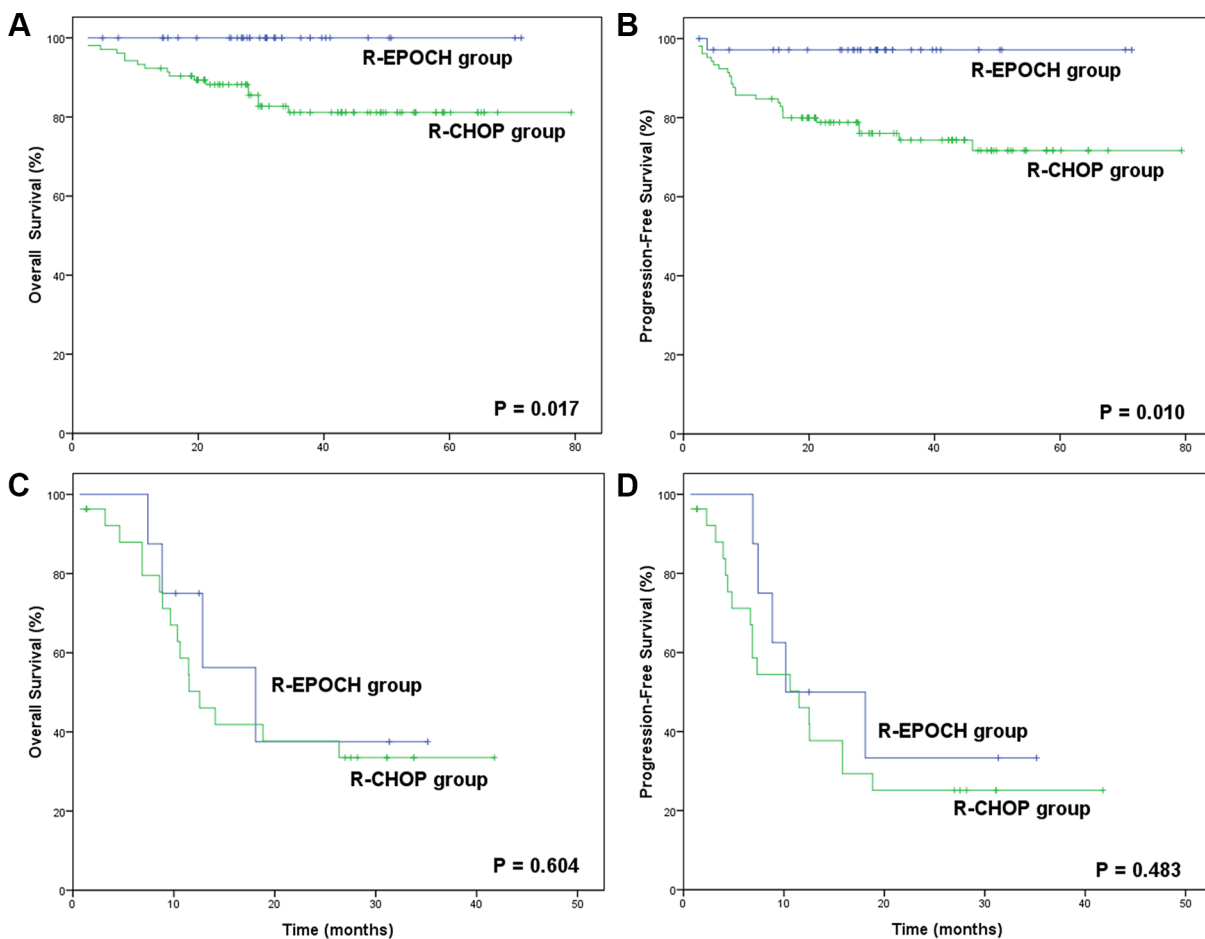 A
Overall Survival (%)
100
80
60
40
20
0
0 20 40 60 80
R-EPOCH group
R-CHOP group
P = 0.017
B
Progression-Free Survival (%)
100
80
60
40
20
0
0 20 40 60 80
R-EPOCH group
R-CHOP group
P = 0.010
C
Overall Survival (%)
100
80
60
40
20
0
0 10 20 30 40 50
R-EPOCH group
R-CHOP group
P = 0.604
Time (months)
D
Progression-Free Survival (%)
100
80
60
40
20
0
0 10 20 30 40 50
R-EPOCH group
R-CHOP group
P = 0.483
Time (months)